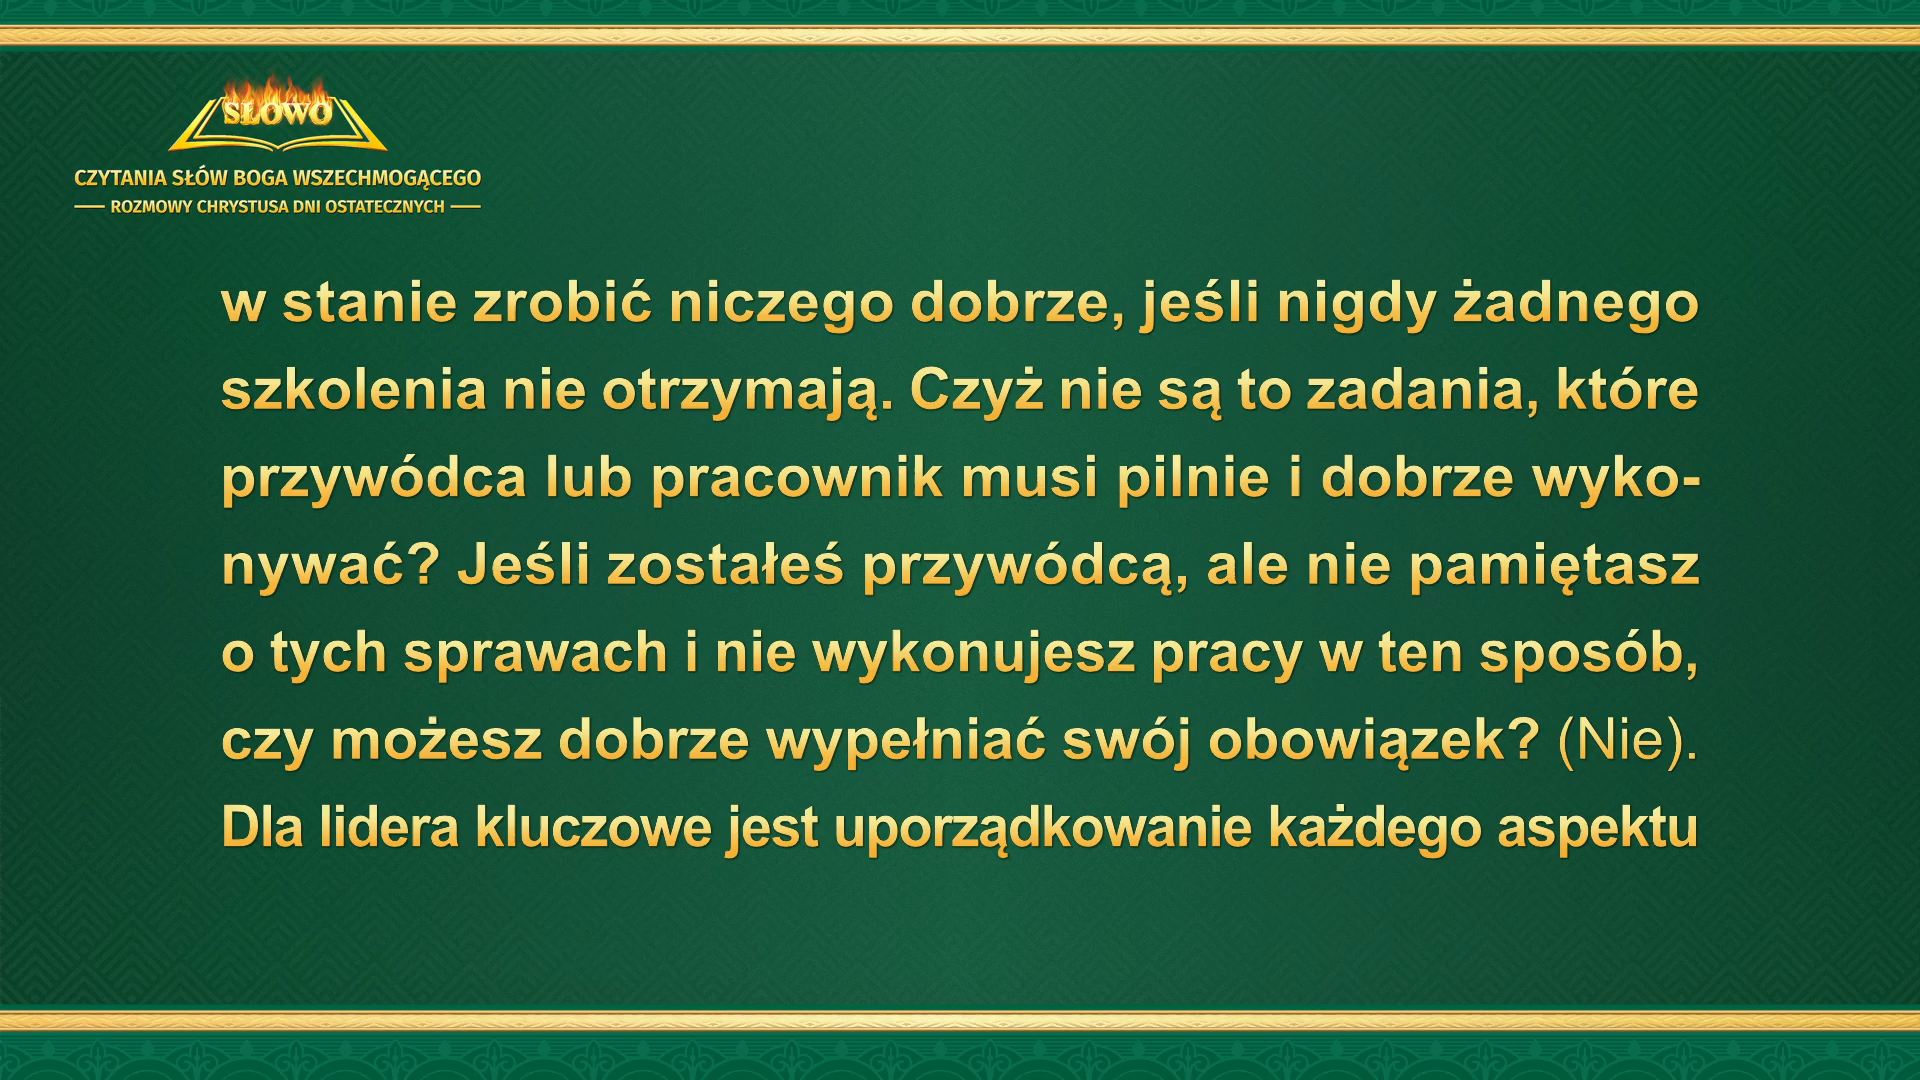 SŁOWO
CZYTANIA SŁÓW BOGA WSZECHMOGĄCEGO
ROZMOWY CHRYSTUSA DNI OSTATECZNYCH
w stanie zrobić niczego dobrze, jeśli nigdy żadnego
szkolenia nie otrzymają. Czyż nie są to zadania, które
przywódca lub pracownik musi pilnie i dobrze wyko-
nywać? Jeśli zostałeś przywódcą, ale nie pamiętasz
o tych sprawach i nie wykonujesz pracy w ten sposób,
czy możesz dobrze wypełniać swój obowiązek? (Nie).
Dla lidera kluczowe jest uporządkowanie każdego aspektu